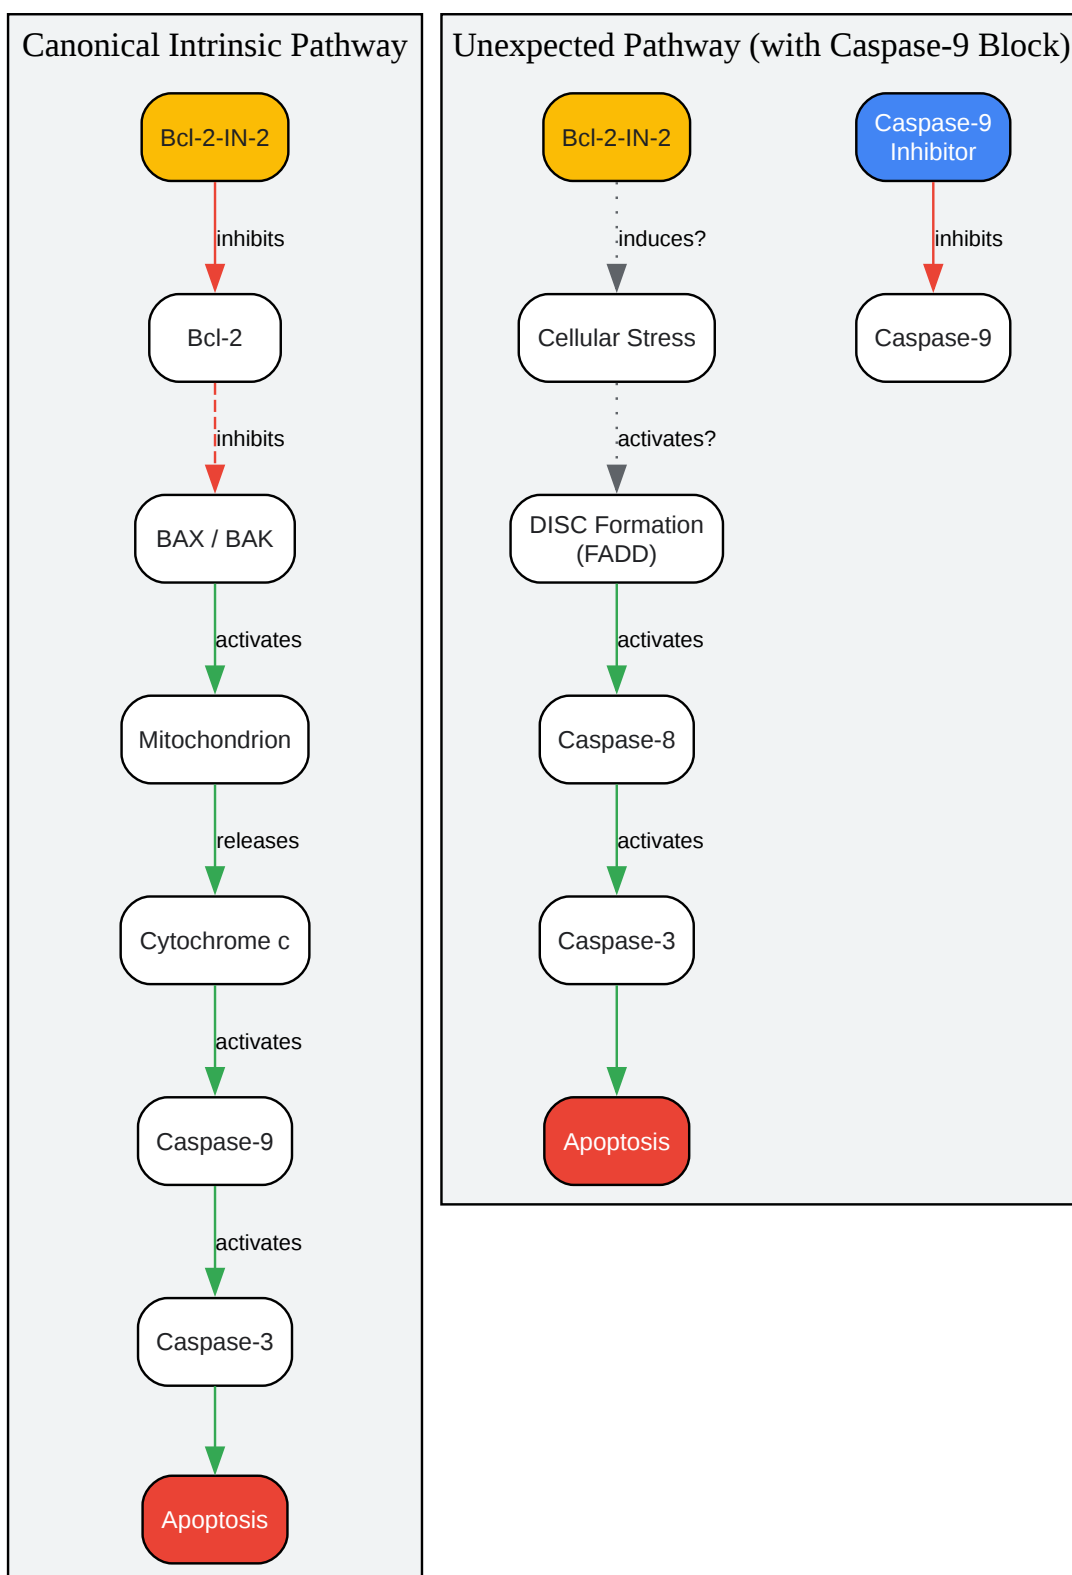 Canonical Intrinsic Pathway
Bcl-2-IN-2
inhibits
Bcl-2
inhibits
BAX / BAK
activates
Mitochondrion
releases
Cytochrome c
activates
Caspase-9
activates
Caspase-3
Apoptosis
Unexpected Pathway (with Caspase-9 Block)
Bcl-2-IN-2
induces?
Cellular Stress
activates?
DISC Formation
(FADD)
activates
Caspase-8
activates
Caspase-3
Apoptosis
Caspase-9
Inhibitor
inhibits
Caspase-9